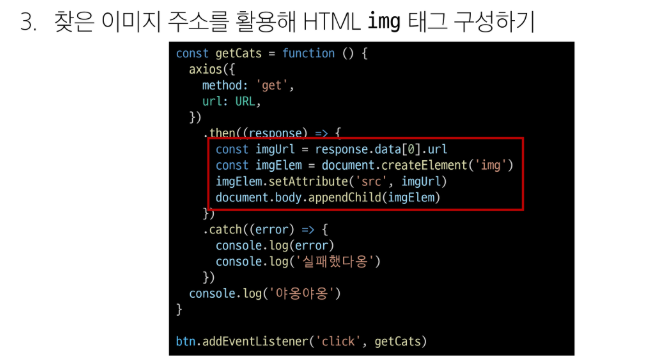 3. 찾은 이미지 주소를 활용해 HTML img 태그 구성하기
const getCats = function () {
  axios({
    method: 'get',
    url: URL,
  })
    .then((response) => {
      const imgUrl = response.data[0].url
      const imgElem = document.createElement('img')
      imgElem.setAttribute('src', imgUrl)
      document.body.appendChild(imgElem)
    })
    .catch((error) => {
      console.log(error)
      console.log('실패했다옹')
    })
  console.log('야옹야옹')
}
btn.addEventListener('click', getCats)